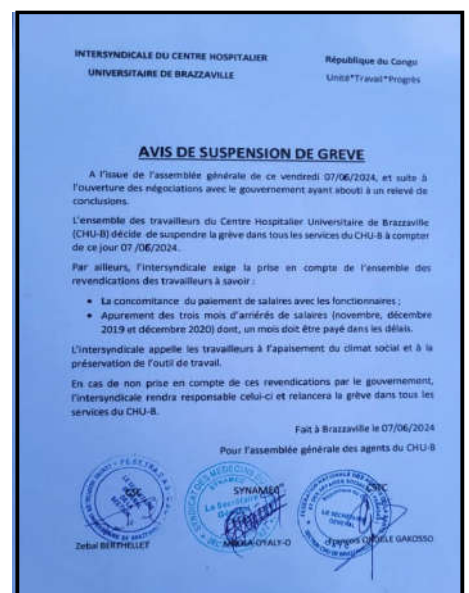 INTERSYNDICALE DU CENTRE HOSPITALIER
UNIVERSITAIRE DE BRAZZAVILLE
République du Congo
Unité*Travail*Progrès
AVIS DE SUSPENSION DE GREVE
A l'issue de l'assemblée générale de ce vendredi 07/06/2024, et suite à
l'ouverture des négociations avec le gouvernement ayant abouti à un relevé de
conclusions.
L'ensemble des travailleurs du Centre Hospitalier Universitaire de Brazzaville
(CHU-B) décide de suspendre la grève dans tous les services du CHU-B à compter
de ce jour 07 /06/2024.
Par ailleurs, l'intersyndicale exige la prise en compte de l'ensemble des
revendications des travailleurs à savoir :
• La concomitance du paiement de salaires avec les fonctionnaires ;
• Apurement des trois mois d'arriérés de salaires (novembre, décembre
2019 et décembre 2020) dont, un mois doit être payé dans les délais.
L'intersyndicale appelle les travailleurs à l'apaisement du climat social et à la
préservation de l'outil de travail.
En cas de non prise en compte de ces revendications par le gouvernement,
l'intersyndicale rendra responsable celui-ci et relancera la grève dans tous les
services du CHU-B.
Fait à Brazzaville le 07/06/2024
Pour l'assemblée générale des agents du CHU-B
SYNAMED
SYNDICAT DES MEDECINS
LE SECRETAIRE
GENERAL
Zebal BERTHELLET
GAKOSSO